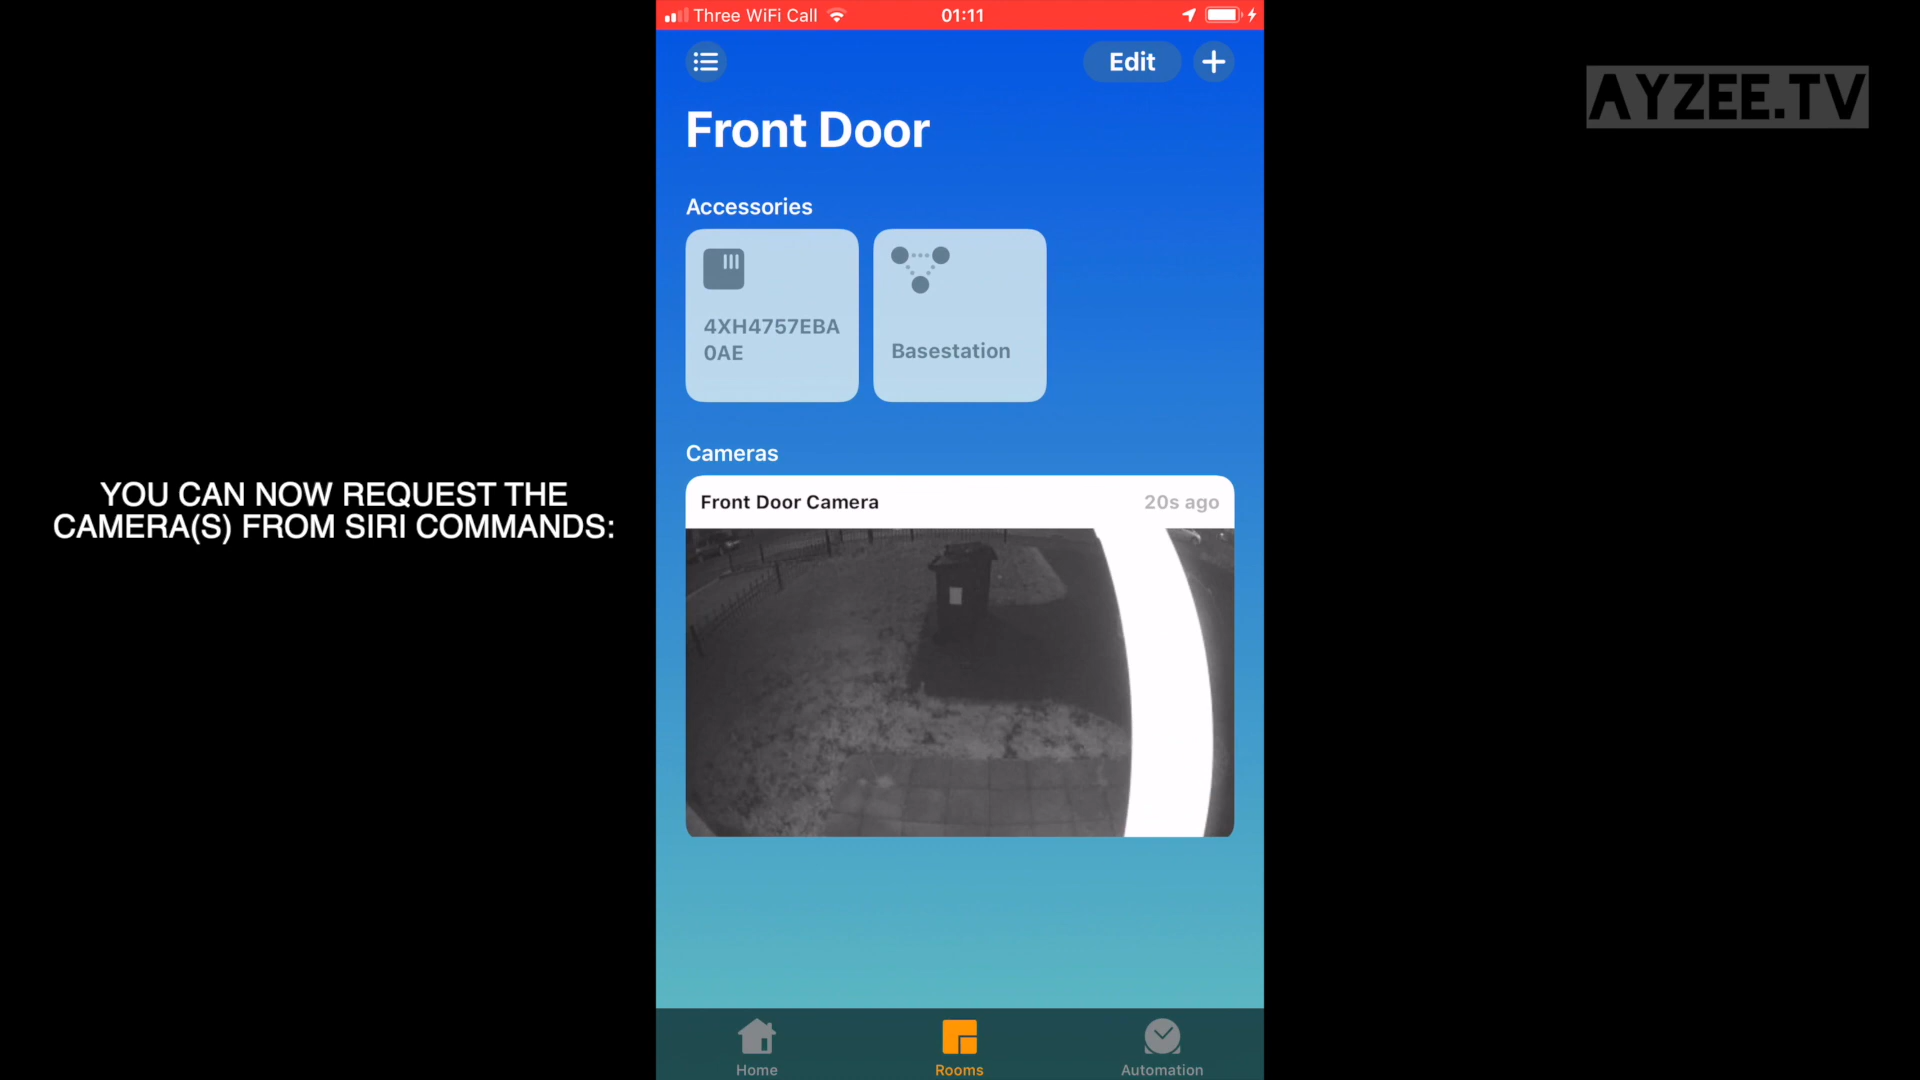 Three WiFi Call
01:11
Edit
AYZEE.TV
Front Door
Accessories
4XH4757EBA
0AE
Basestation
Cameras
YOU CAN NOW REQUEST THE
CAMERA(S) FROM SIRI COMMANDS:
Front Door Camera
20s ago
Home
Rooms
Automation